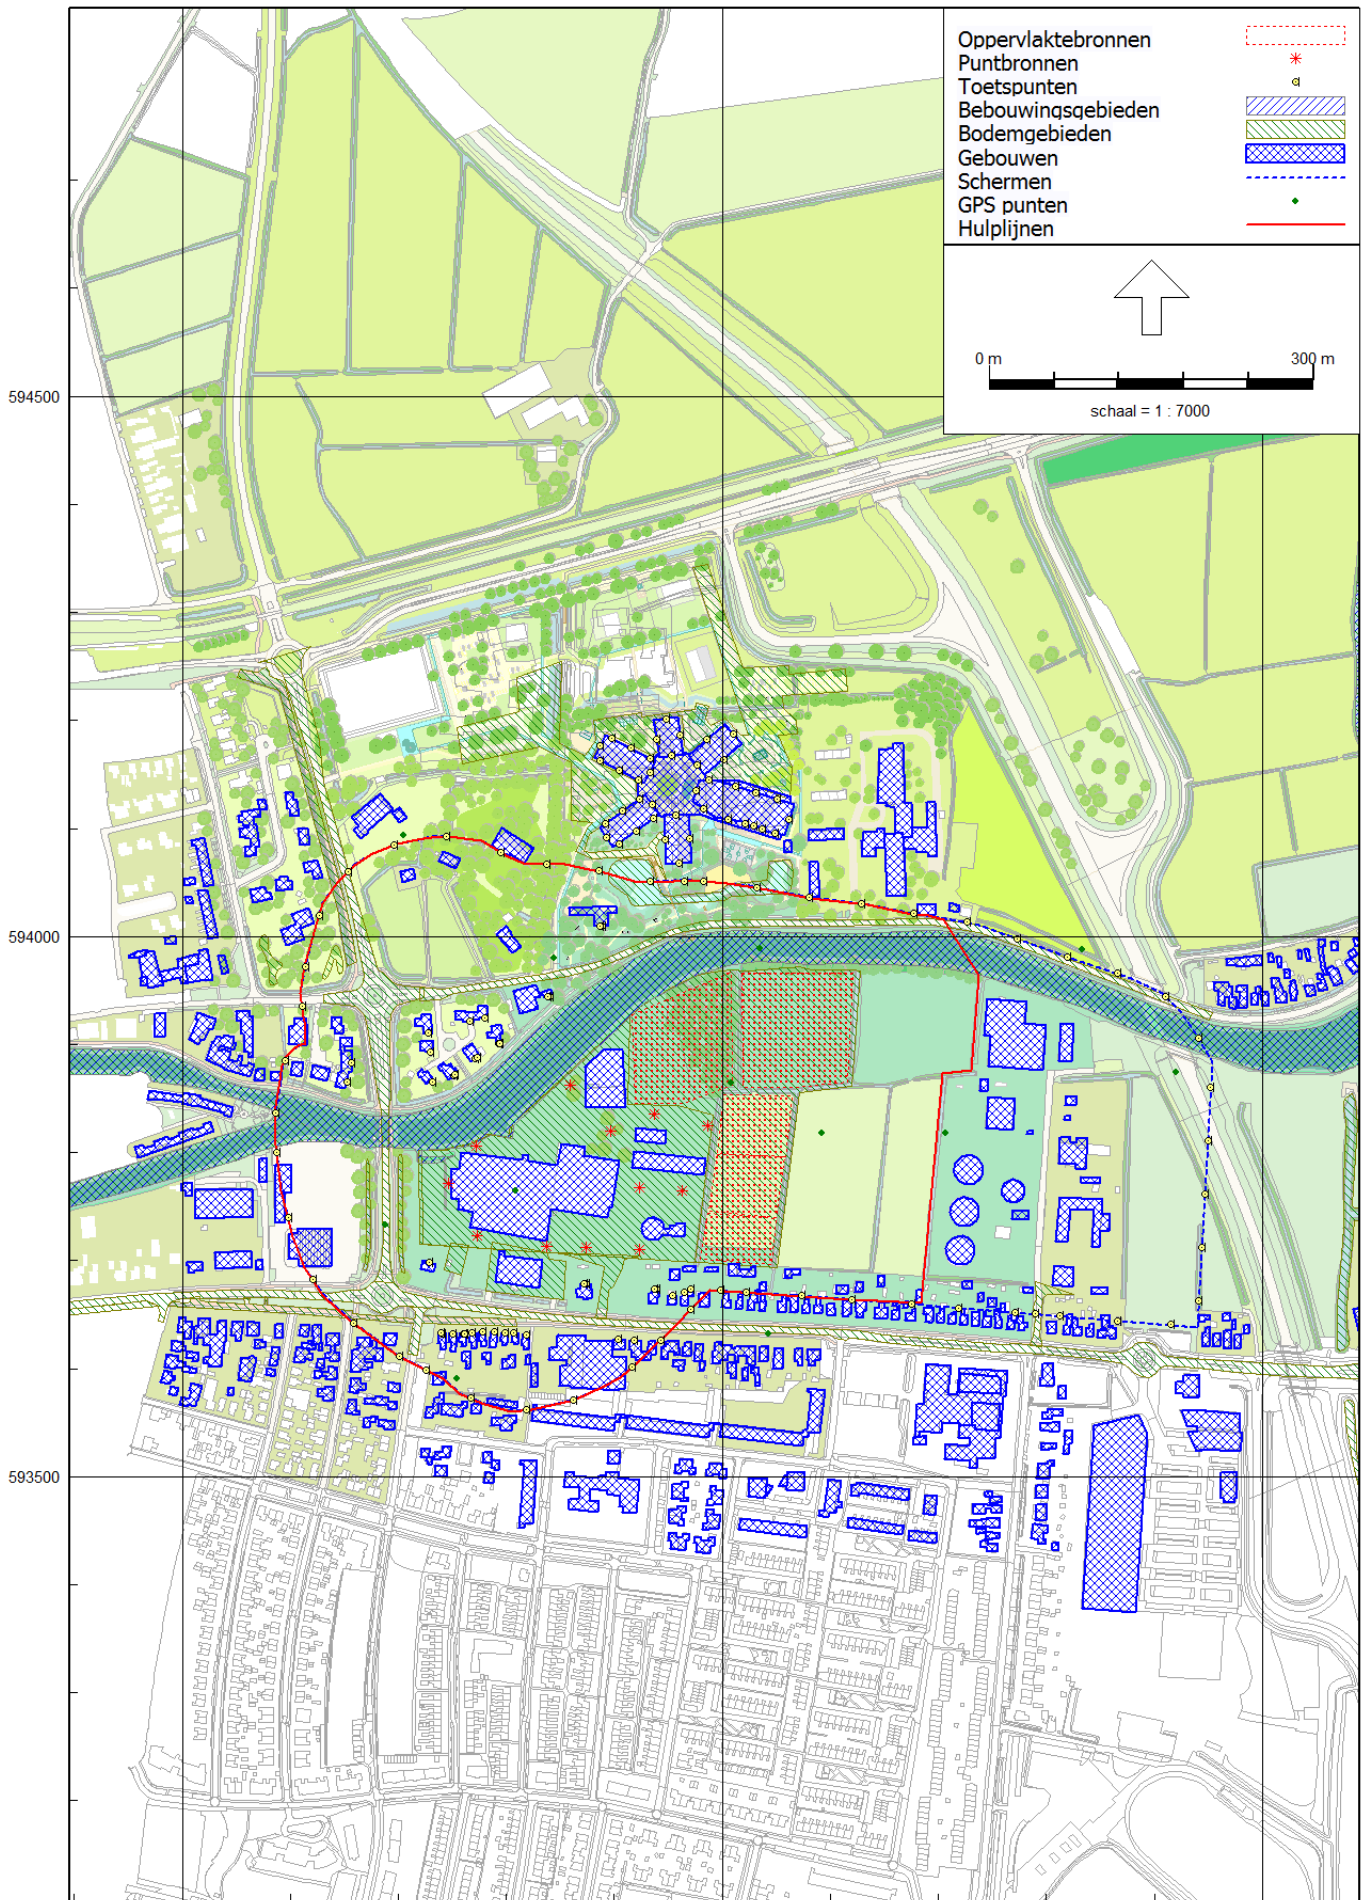 Oppervlaktebronnen
Puntbronnen
Toetspunten
Bebouwingsgebieden
Bodemgebieden
Gebouwen
Schermen
GPS punten
Hulplijnen
0 m 300 m
schaal = 1 : 7000
594500
594000
593500